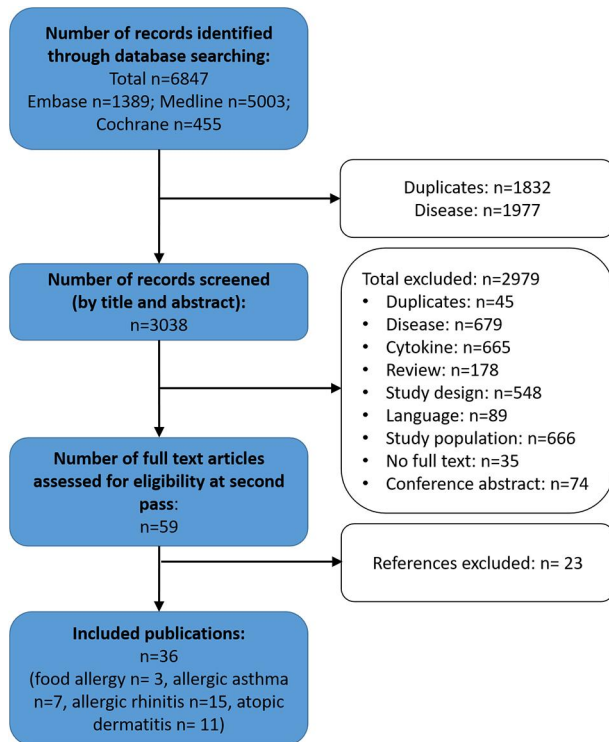 Number of records identified
through database searching:
Total n=6847
Embase n=1389; Medline n=5003;
Cochrane n=455
Duplicates: n=1832
Disease: n=1977
Number of records screened
(by title and abstract):
n=3038
Total excluded: n=2979
• Duplicates: n=45
• Disease: n=679
• Cytokine: n=665
• Review: n=178
• Study design: n=548
• Language: n=89
• Study population: n=666
• No full text: n=35
• Conference abstract: n=74
Number of full text articles
assessed for eligibility at second
pass:
n=59
References excluded: n= 23
Included publications:
n=36
(food allergy n= 3, allergic asthma
n=7, allergic rhinitis n=15, atopic
dermatitis n= 11)